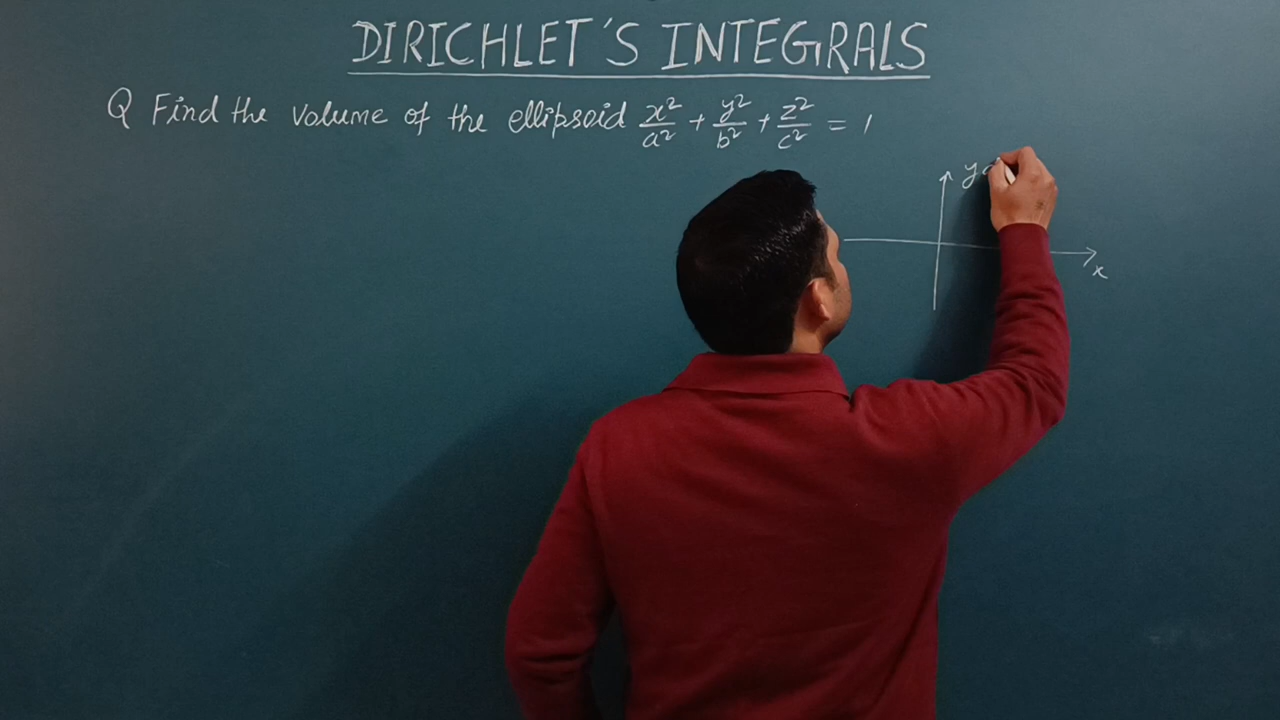 DIRICHLET'S INTEGRALS
Q Find the volume of the ellipsoid x²/a² + y²/b² + z²/c² = 1
y
x